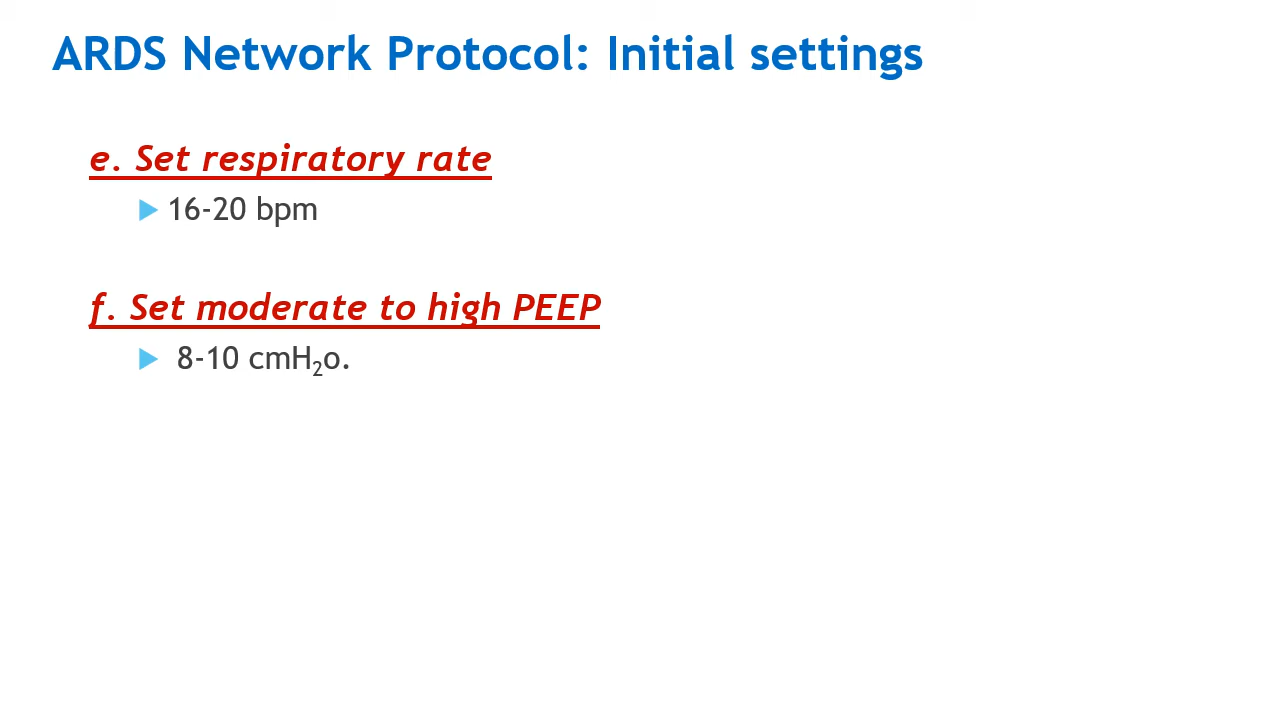 ARDS Network Protocol: Initial settings
e. Set respiratory rate
16-20 bpm
f. Set moderate to high PEEP
8-10 cmH₂o.